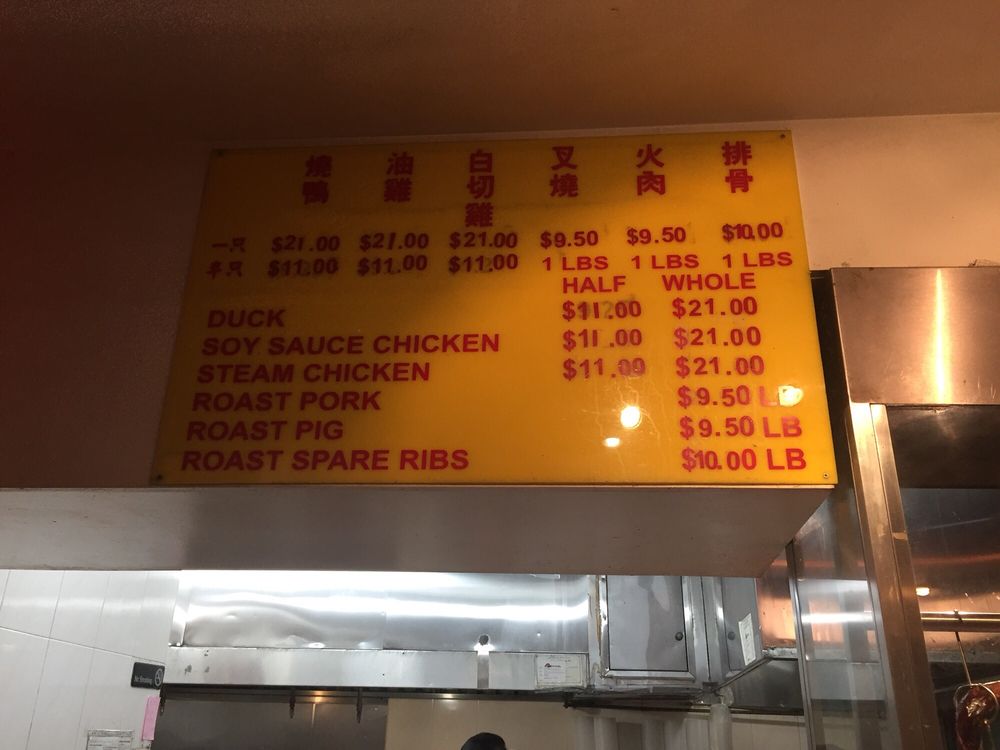 燒鴨 油雞 白切雞 叉燒 火肉 排骨
一只 $21.00 $21.00 $21.00 $9.50 $9.50 $10.00
半只 $11.00 $11.00 $11.00 1 LBS 1 LBS 1 LBS
HALF WHOLE
DUCK $11.00 $21.00
SOY SAUCE CHICKEN $11.00 $21.00
STEAM CHICKEN $11.00 $21.00
ROAST PORK $9.50 LB
ROAST PIG $9.50 LB
ROAST SPARE RIBS $10.00 LB
No Smoking